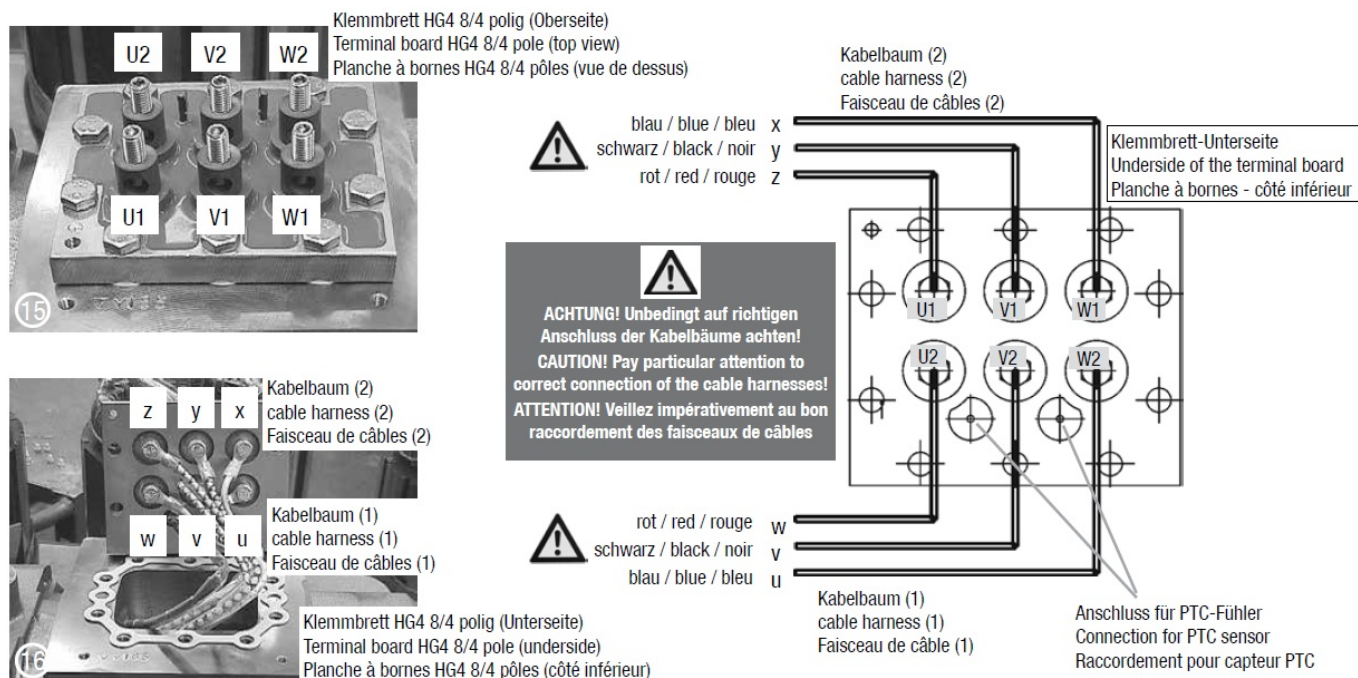 Klemmbrett HG4 8/4 polig (Oberseite)
Terminal board HG4 8/4 pole (top view)
Planche à bornes HG4 8/4 pôles (vue de dessus)
U2 V2 W2
U1 V1 W1
15
Kabelbaum (2)
cable harness (2)
Faisceau de câbles (2)
blau / blue / bleu x
schwarz / black / noir y
rot / red / rouge z
Klemmbrett-Unterseite
Underside of the terminal board
Planche à bornes - côté inférieur
U1 V1 W1
U2 V2 W2
ACHTUNG! Unbedingt auf richtigen
Anschluss der Kabelbäume achten!
CAUTION! Pay particular attention to
correct connection of the cable harnesses!
ATTENTION! Veillez impérativement au bon
raccordement des faisceaux de câbles
z y x
Kabelbaum (2)
cable harness (2)
Faisceau de câbles (2)
w v u
Kabelbaum (1)
cable harness (1)
Faisceau de câbles (1)
16
Klemmbrett HG4 8/4 polig (Unterseite)
Terminal board HG4 8/4 pole (underside)
Planche à bornes HG4 8/4 pôles (côté inférieur)
rot / red / rouge w
schwarz / black / noir v
blau / blue / bleu u
Kabelbaum (1)
cable harness (1)
Faisceau de câble (1)
Anschluss für PTC-Fühler
Connection for PTC sensor
Raccordement pour capteur PTC